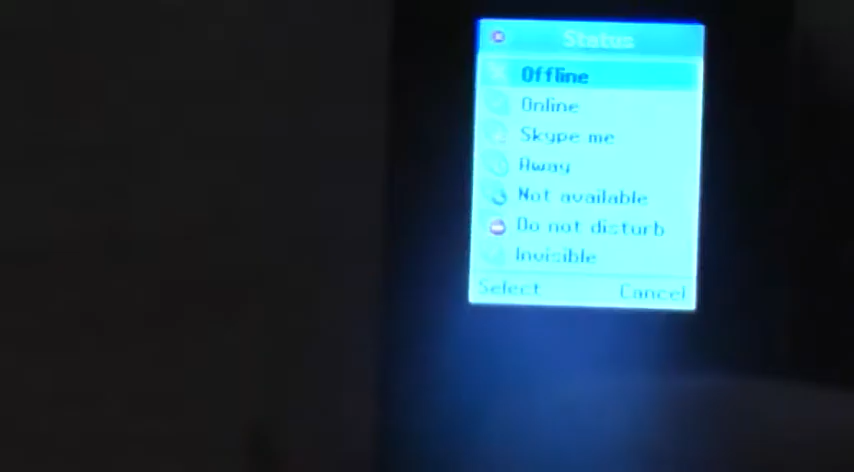 Status
Offline
Online
Skype me
Away
Not available
Do not disturb
Invisible
Select Cancel